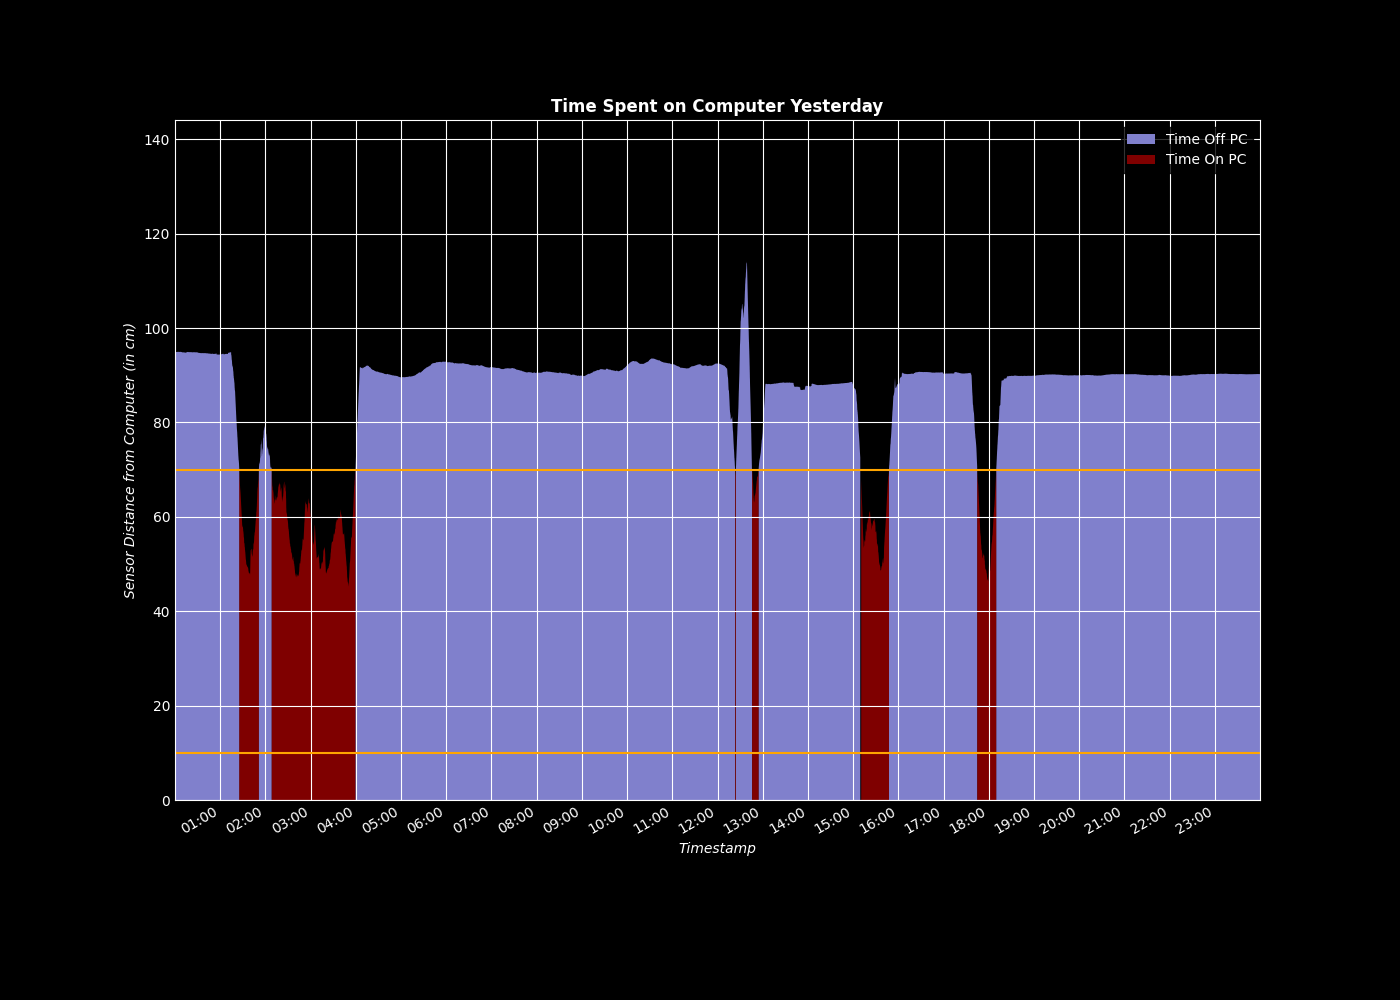 Time Spent on Computer Yesterday
Time Off PC
Time On PC
Sensor Distance from Computer (in cm)
140
120
100
80
60
40
20
0
01:00 02:00 03:00 04:00 05:00 06:00 07:00 08:00 09:00 10:00 11:00 12:00 13:00 14:00 15:00 16:00 17:00 18:00 19:00 20:00 21:00 22:00 23:00
Timestamp